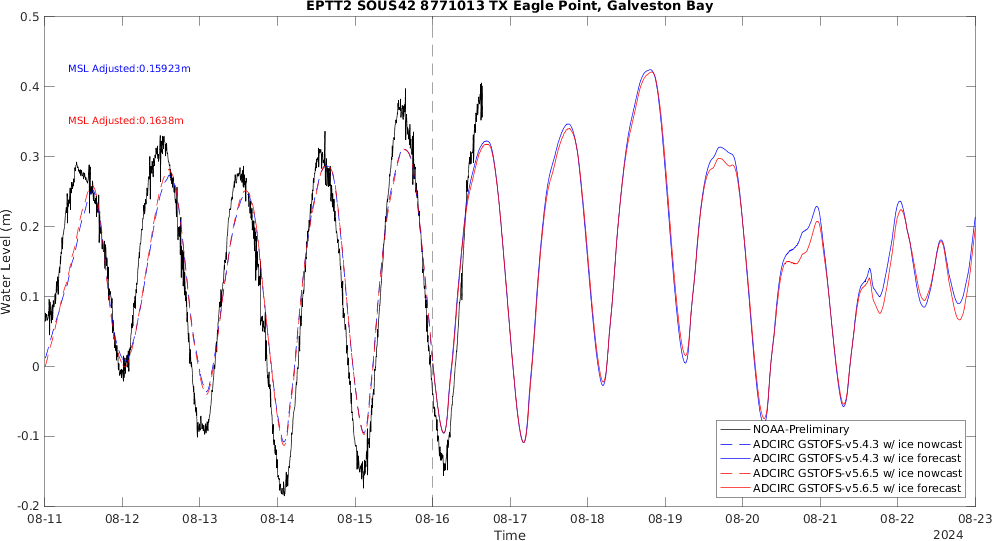 EPTT2 SOUS42 8771013 TX Eagle Point, Galveston Bay
0.5
MSL Adjusted:0.15923m
0.4
MSL Adjusted:0.1638m
0.3
0.2
Water Level (m)
0.1
0
-0.1
-0.2
NOAA-Preliminary
ADCIRC GSTOFS-v5.4.3 w/ ice nowcast
ADCIRC GSTOFS-v5.4.3 w/ ice forecast
ADCIRC GSTOFS-v5.6.5 w/ ice nowcast
ADCIRC GSTOFS-v5.6.5 w/ ice forecast
08-11 08-12 08-13 08-14 08-15 08-16 08-17 08-18 08-19 08-20 08-21 08-22 08-23
Time
2024